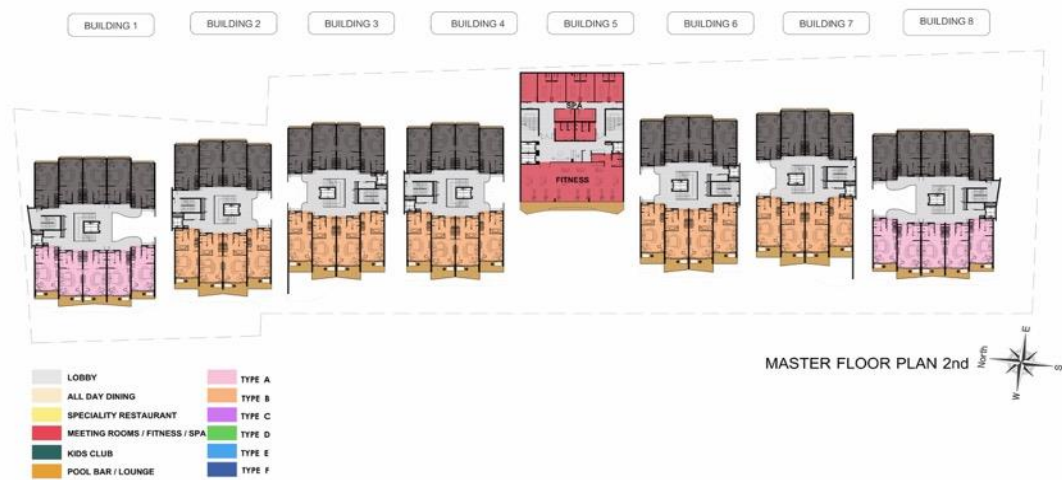 BUILDING 1
BUILDING 2
BUILDING 3
BUILDING 4
BUILDING 5
BUILDING 6
BUILDING 7
BUILDING 8
SPA
FITNESS
MASTER FLOOR PLAN 2nd
North
E
S
W
LOBBY
ALL DAY DINING
SPECIALITY RESTAURANT
MEETING ROOMS / FITNESS / SPA
KIDS CLUB
POOL BAR / LOUNGE
TYPE A
TYPE B
TYPE C
TYPE D
TYPE E
TYPE F